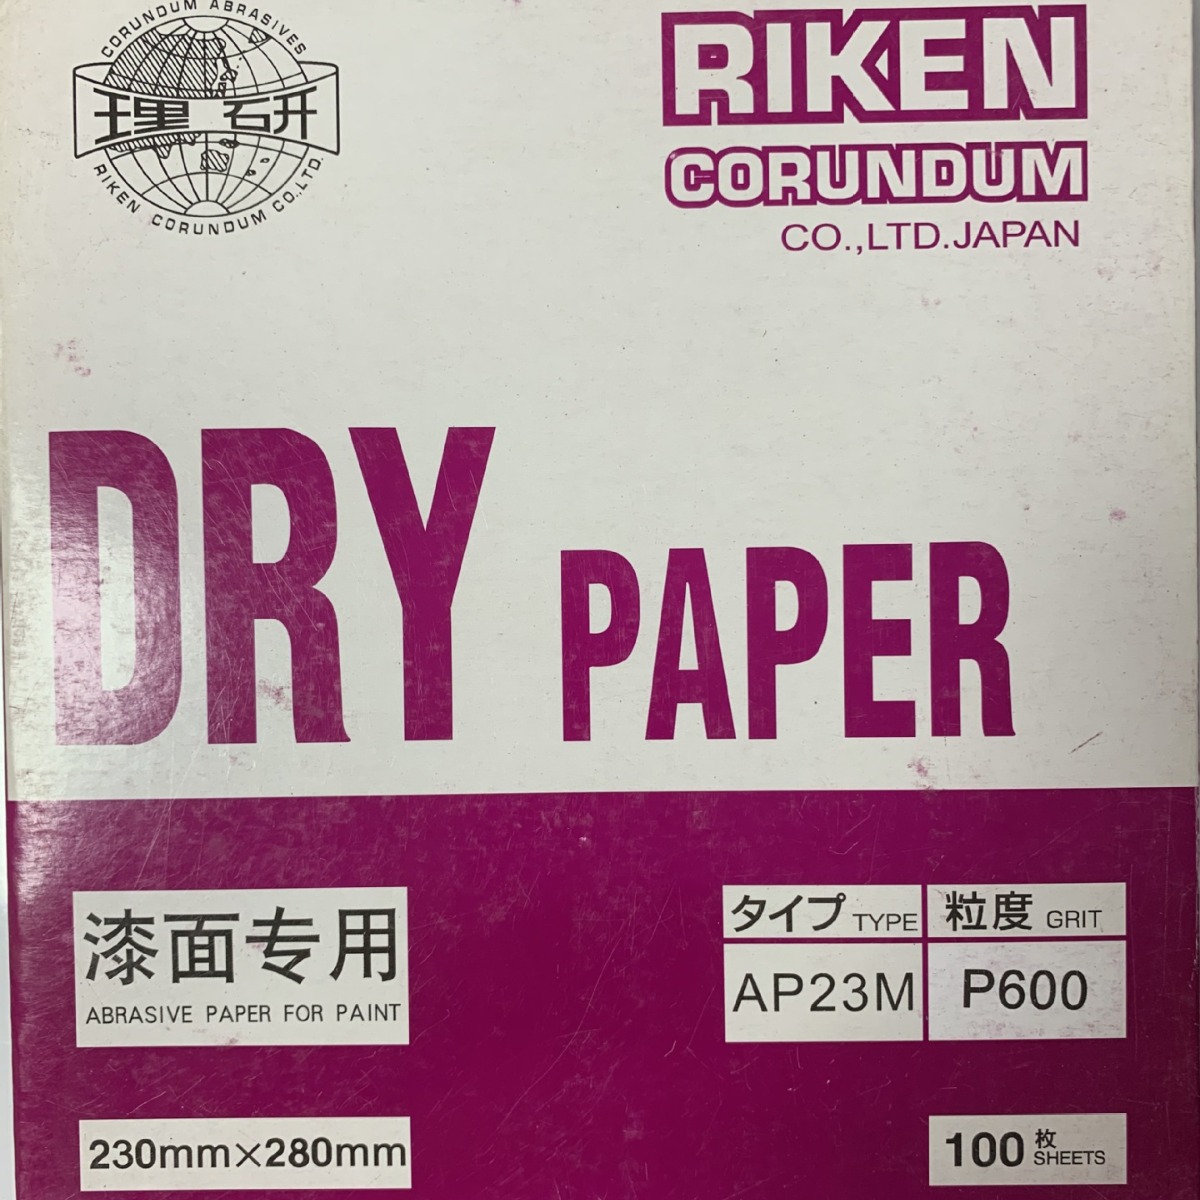 CORUNDUM ABRASIVES
理研
RIKEN CORUNDUM CO.,LTD.
RIKEN
CORUNDUM
CO.,LTD.JAPAN
DRY PAPER
漆面专用
ABRASIVE PAPER FOR PAINT
タイプ TYPE
粒度 GRIT
AP23M
P600
230mm×280mm
100枚 SHEETS